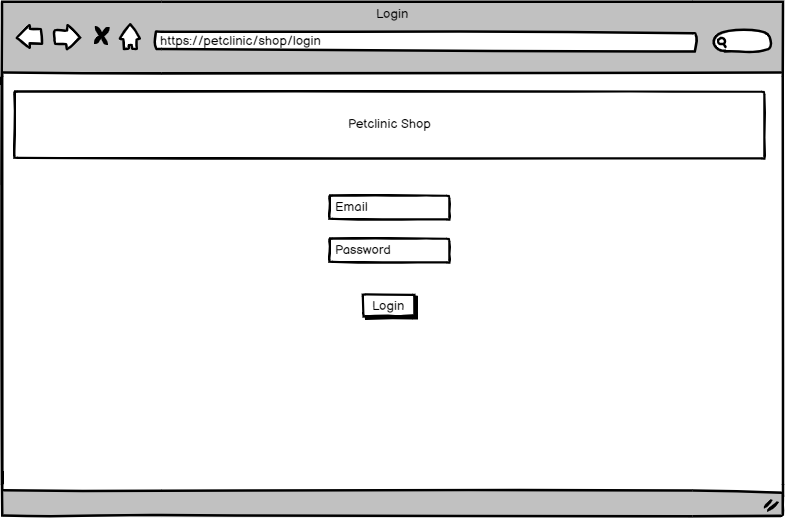 Login
https://petclinic/shop/login
Petclinic Shop
Email
Password
Login